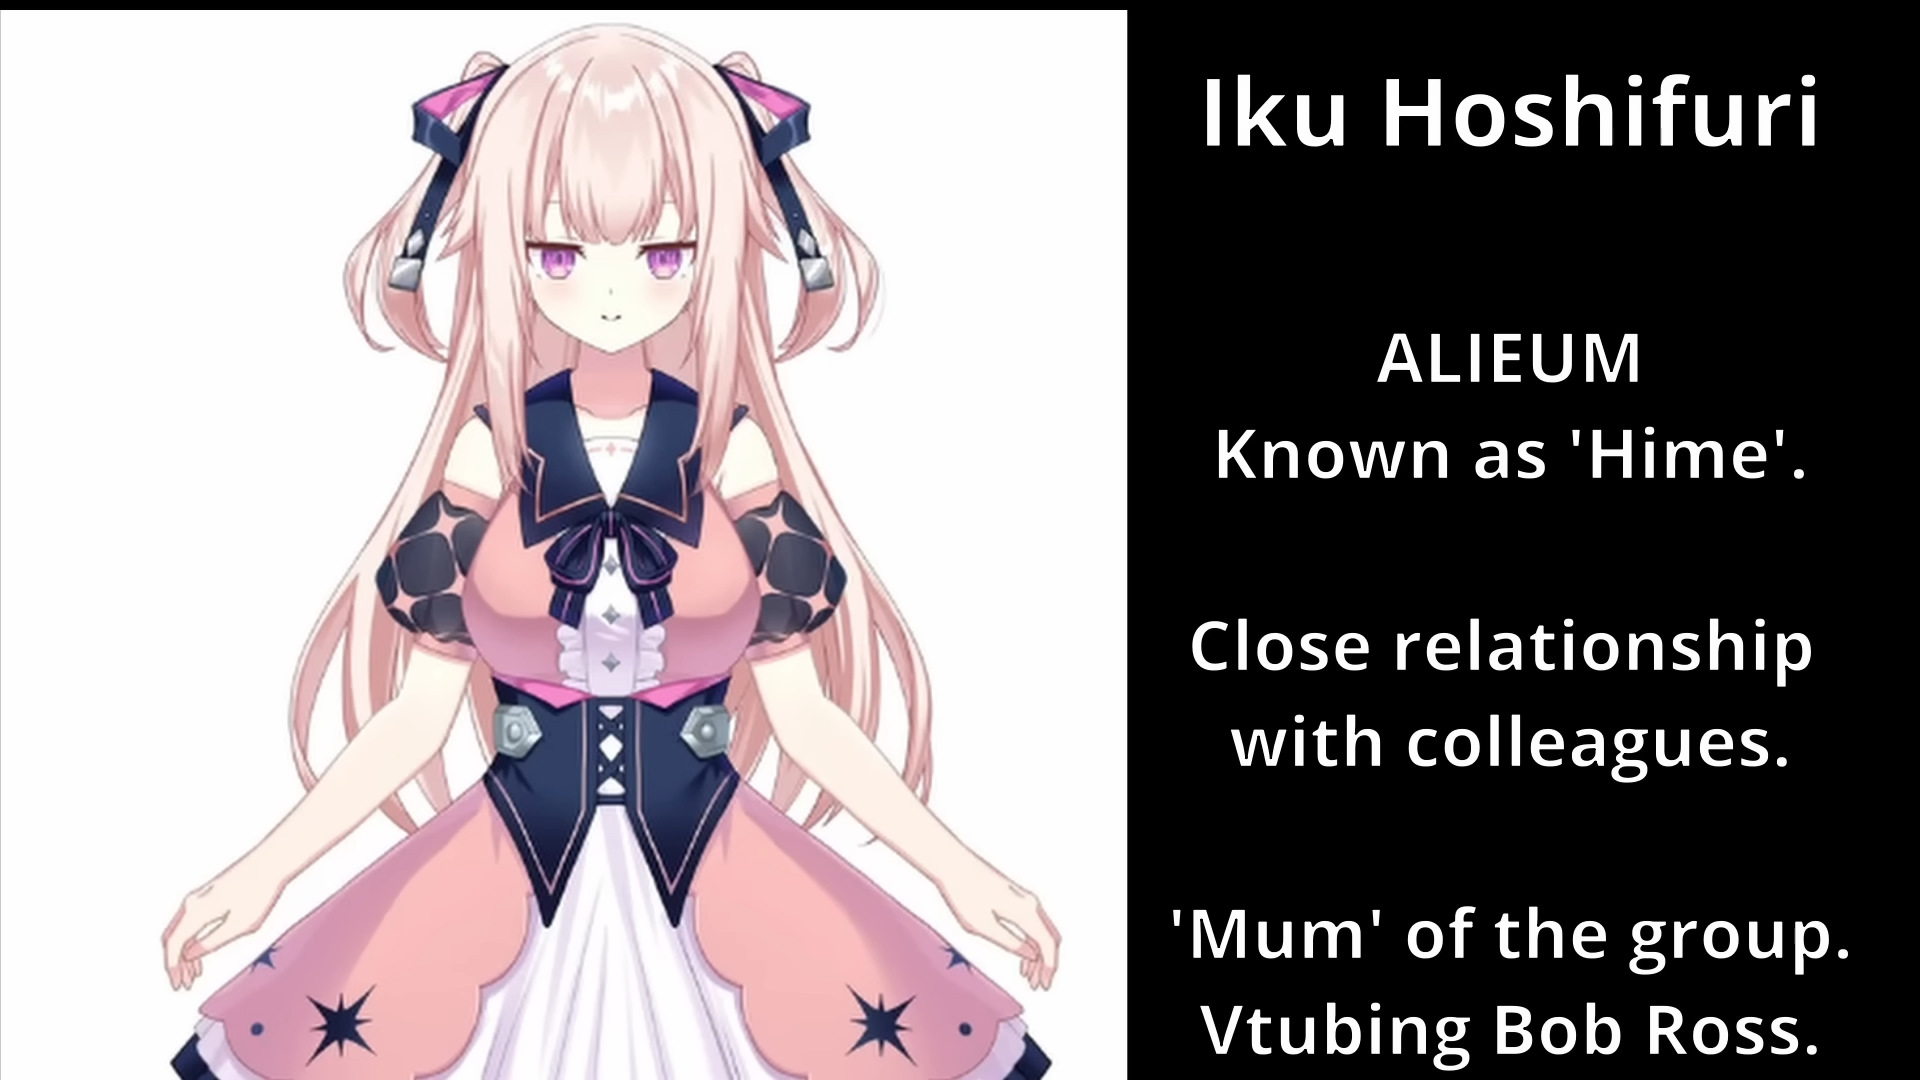 Iku Hoshifuri
ALIEUM
Known as 'Hime'.
Close relationship
with colleagues.
'Mum' of the group.
Vtubing Bob Ross.